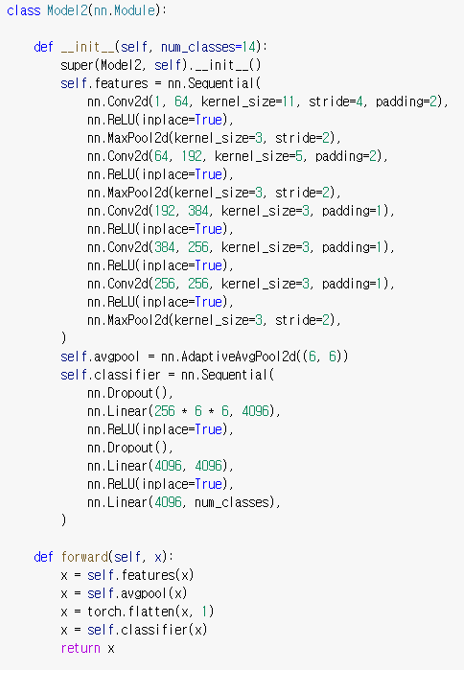 class Model2(nn.Module):
    def __init__(self, num_classes=14):
        super(Model2, self).__init__()
        self.features = nn.Sequential(
            nn.Conv2d(1, 64, kernel_size=11, stride=4, padding=2),
            nn.ReLU(inplace=True),
            nn.MaxPool2d(kernel_size=3, stride=2),
            nn.Conv2d(64, 192, kernel_size=5, padding=2),
            nn.ReLU(inplace=True),
            nn.MaxPool2d(kernel_size=3, stride=2),
            nn.Conv2d(192, 384, kernel_size=3, padding=1),
            nn.ReLU(inplace=True),
            nn.Conv2d(384, 256, kernel_size=3, padding=1),
            nn.ReLU(inplace=True),
            nn.Conv2d(256, 256, kernel_size=3, padding=1),
            nn.ReLU(inplace=True),
            nn.MaxPool2d(kernel_size=3, stride=2),
        )
        self.avgpool = nn.AdaptiveAvgPool2d((6, 6))
        self.classifier = nn.Sequential(
            nn.Dropout(),
            nn.Linear(256 * 6 * 6, 4096),
            nn.ReLU(inplace=True),
            nn.Dropout(),
            nn.Linear(4096, 4096),
            nn.ReLU(inplace=True),
            nn.Linear(4096, num_classes),
        )
    def forward(self, x):
        x = self.features(x)
        x = self.avgpool(x)
        x = torch.flatten(x, 1)
        x = self.classifier(x)
        return x